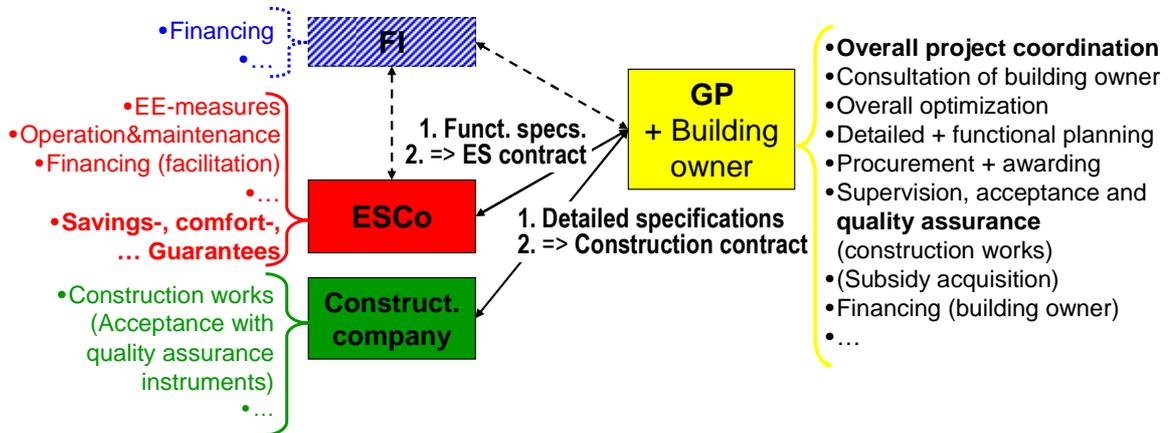 •Financing
•…
FI
•EE-measures
•Operation&maintenance
•Financing (facilitation)
•…
•Savings-, comfort-,
… Guarantees
ESCo
•Construction works
(Acceptance with
quality assurance
instruments)
•…
Construct.
company
1. Funct. specs.
2. => ES contract
1. Detailed specifications
2. => Construction contract
GP
+ Building
owner
•Overall project coordination
•Consultation of building owner
•Overall optimization
•Detailed + functional planning
•Procurement + awarding
•Supervision, acceptance and
quality assurance
(construction works)
•(Subsidy acquisition)
•Financing (building owner)
•…